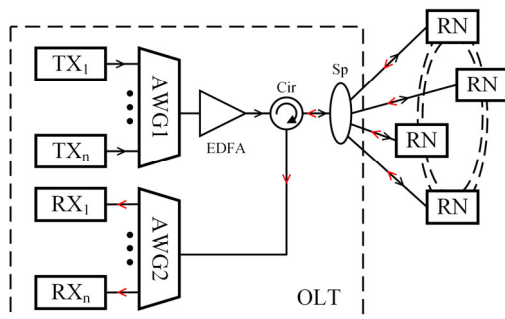 TX1
TXn
AWG1
EDFA
Cir
Sp
RN
RN
RN
RN
RX1
RXn
AWG2
OLT